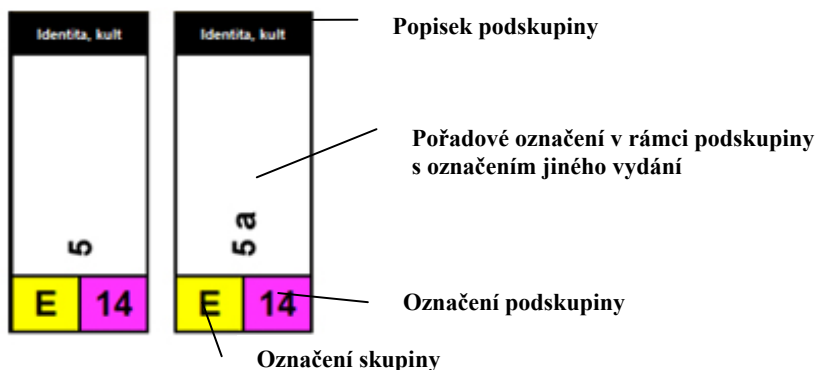 Identita, kult
Identita, kult
Popisek podskupiny
Pořadové označení v rámci podskupiny
s označením jiného vydání
5
5 a
E 14
E 14
Označení podskupiny
Označení skupiny